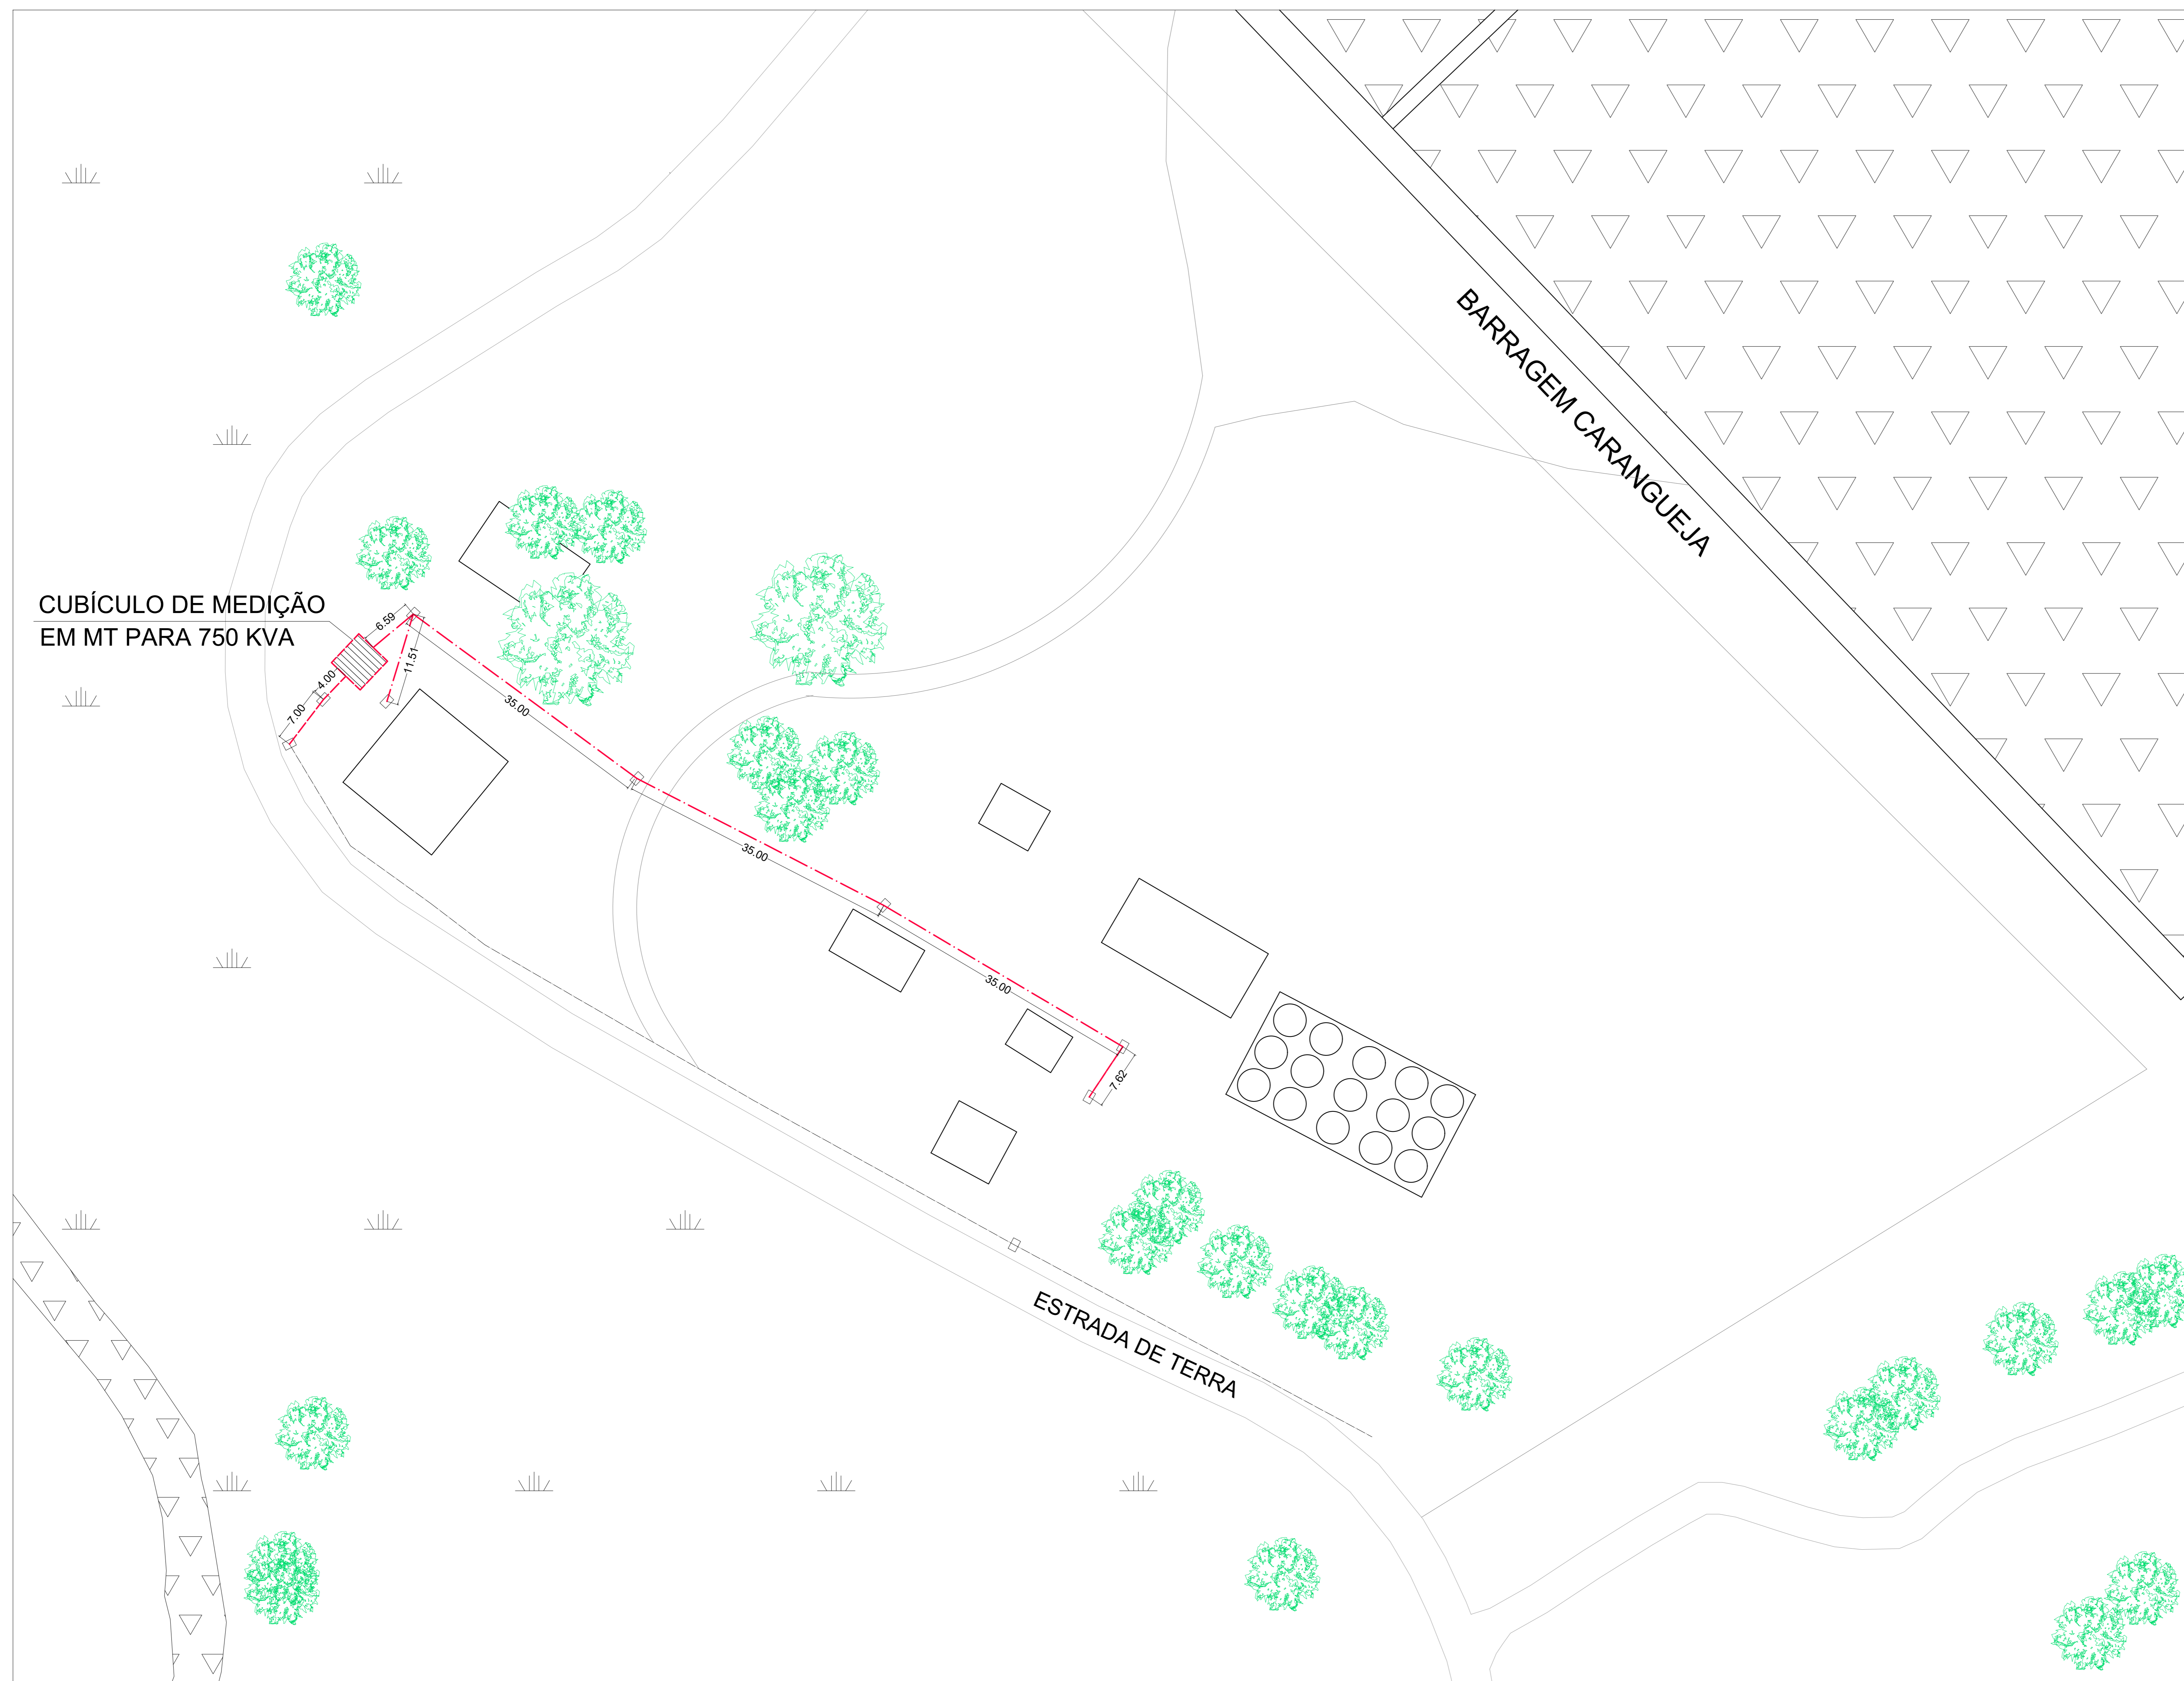 BARRAGEM CARANGUEJA
CUBÍCULO DE MEDIÇÃO
EM MT PARA 750 KVA
6.59
11.51
4.00
7.00
35.00
35.00
35.00
7.62
ESTRADA DE TERRA